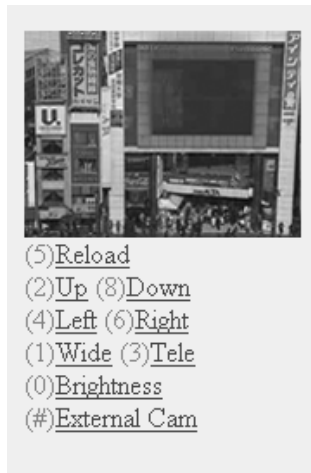 U.
(5)Reload
(2)Up (8)Down
(4)Left (6)Right
(1)Wide (3)Tele
(0)Brightness
(#)External Cam